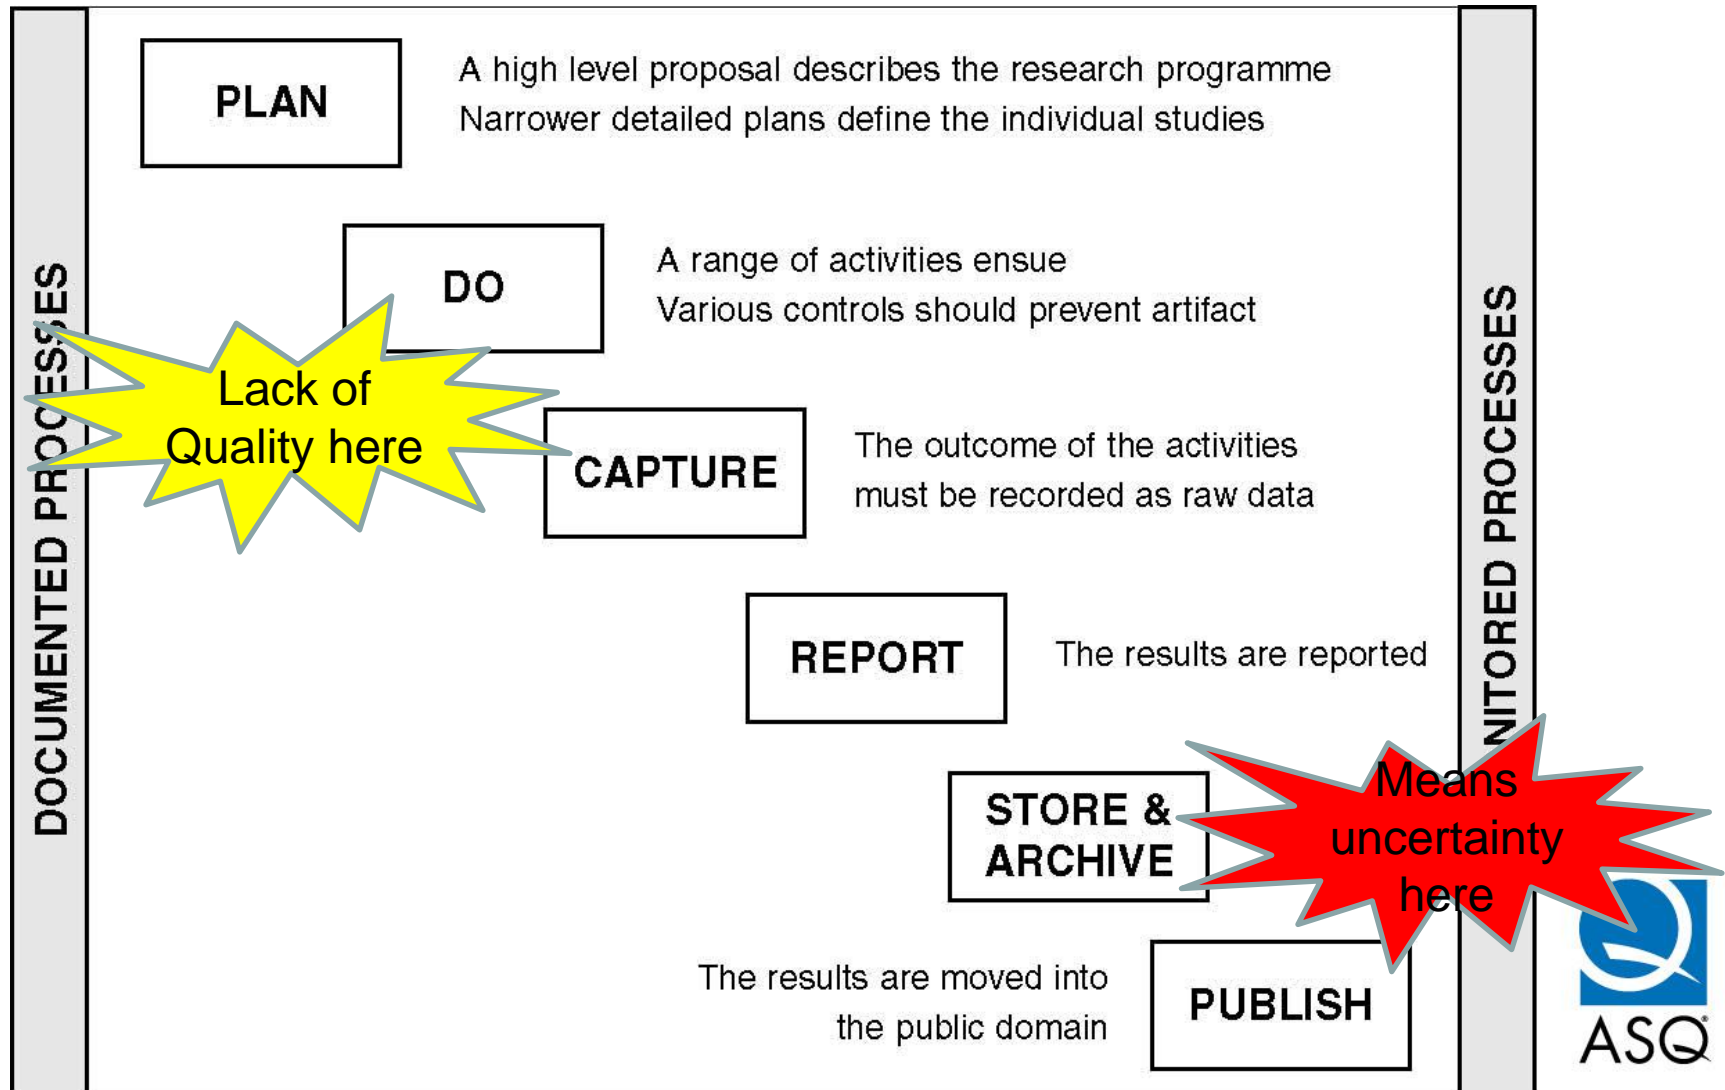 PLAN
A high level proposal describes the research programme
Narrower detailed plans define the individual studies
DO
A range of activities ensue
Various controls should prevent artifact
DOCUMENTED PROCESSES
Lack of
Quality here
CAPTURE
The outcome of the activities
must be recorded as raw data
NITORED PROCESSES
REPORT
The results are reported
STORE &
ARCHIVE
Means
uncertainty
here
The results are moved into
the public domain
PUBLISH
ASQ